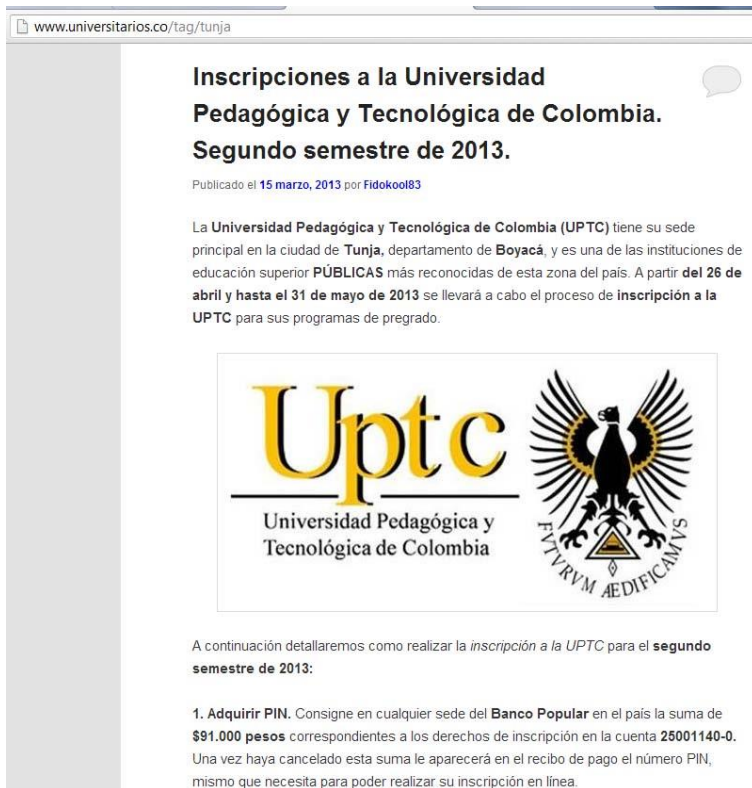 www.universitarios.co/tag/tunja
Inscripciones a la Universidad
Pedagógica y Tecnológica de Colombia.
Segundo semestre de 2013.
Publicado el 15 marzo, 2013 por Fidokool83
La Universidad Pedagógica y Tecnológica de Colombia (UPTC) tiene su sede
principal en la ciudad de Tunja, departamento de Boyacá, y es una de las instituciones de
educación superior PÚBLICAS más reconocidas de esta zona del país. A partir del 26 de
abril y hasta el 31 de mayo de 2013 se llevará a cabo el proceso de inscripción a la
UPTC para sus programas de pregrado.
Uptc
Universidad Pedagógica y
Tecnológica de Colombia
FVTVRVM ÆDIFICAMVS
A continuación detallaremos como realizar la inscripción a la UPTC para el segundo
semestre de 2013:
1. Adquirir PIN. Consigne en cualquier sede del Banco Popular en el país la suma de
$91.000 pesos correspondientes a los derechos de inscripción en la cuenta 25001140-0.
Una vez haya cancelado esta suma le aparecerá en el recibo de pago el número PIN,
mismo que necesita para poder realizar su inscripción en línea.